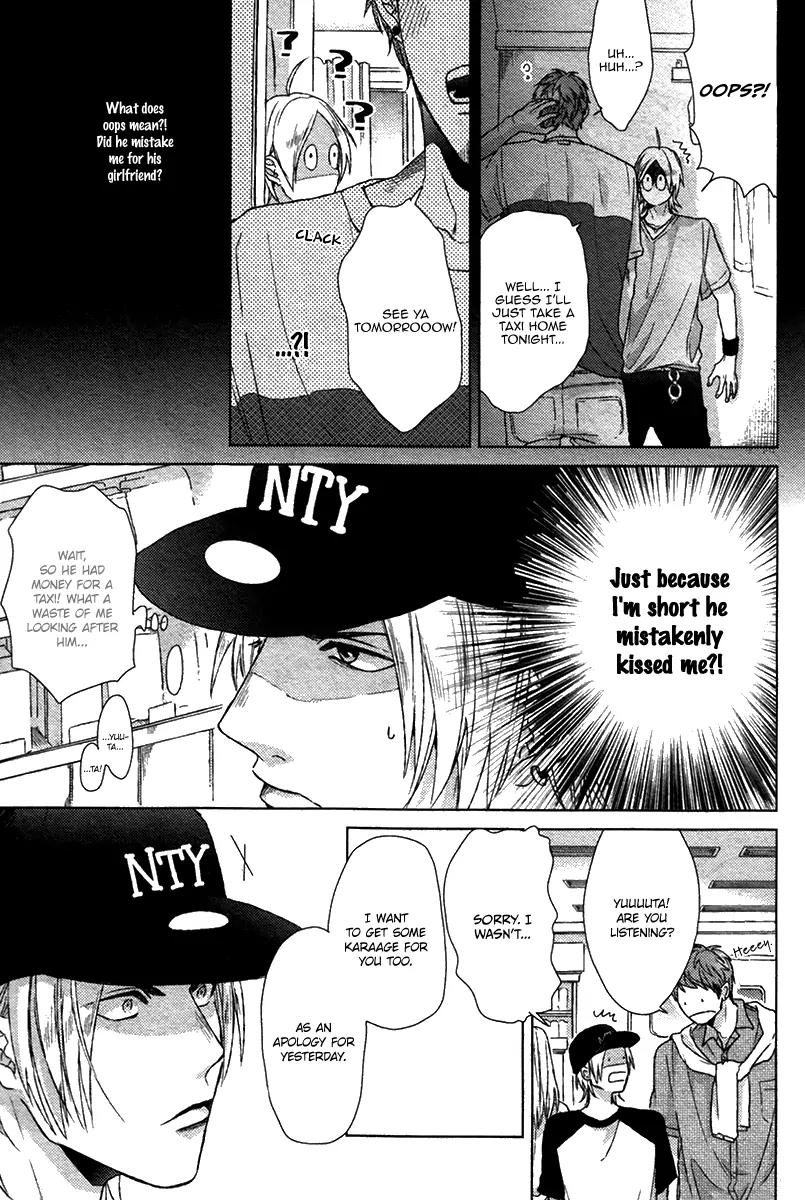 UH...
HUH...?
OOPS?!
WELL... I
GUESS I'LL
JUST TAKE A
TAXI HOME
TONIGHT...
?
?
?
?
SEE YA
TOMORROOOW!
CLACK
...?!
What does
oops mean?!
Did he mistake
me for his
girlfriend?
Just because
I'm short he
mistakenly
kissed me?!
NTY
WAIT,
SO HE HAD
MONEY FOR A
TAXI! WHAT A
WASTE OF ME
LOOKING AFTER
HIM...
...YUU-
TA...
...TA!
YUUUUTA!
ARE YOU
LISTENING?
Heeey.
SORRY. I
WASN'T...
I WANT
TO GET SOME
KARAAGE FOR
YOU TOO.
AS AN
APOLOGY FOR
YESTERDAY.
NTY